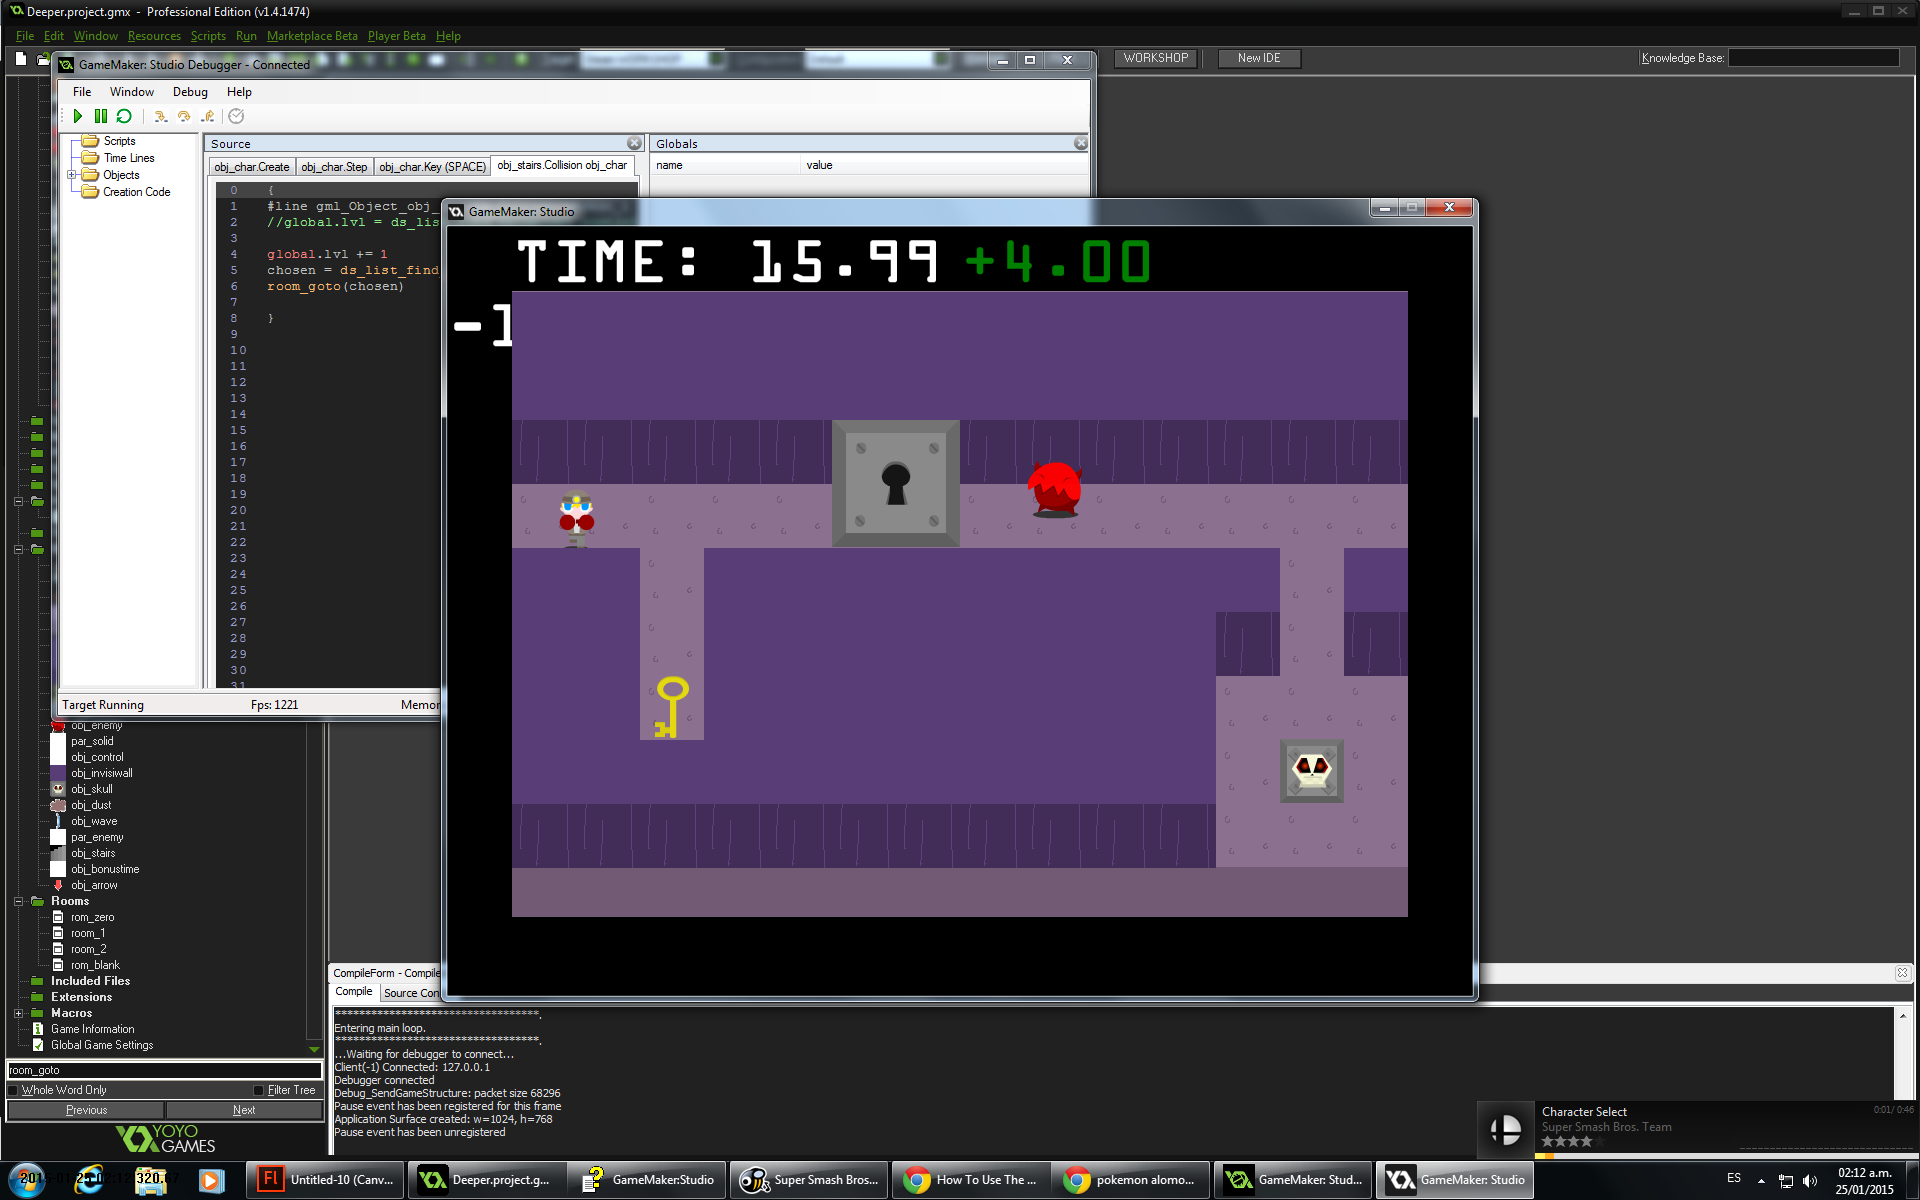 Deeper.project.gmx - Professional Edition (v1.4.1474)
File Edit Window Resources Scripts Run Marketplace Beta Player Beta Help
WORKSHOP New IDE Knowledge Base:
GameMaker: Studio Debugger - Connected
File Window Debug Help
Scripts
Time Lines
Objects
Creation Code
Source
obj_char.Create obj_char.Step obj_char.Key (SPACE) obj_stairs.Collision obj_char
0 {
1 #line gml_Object_obj_
2 //global.lvl = ds_lis
3
4 global.lvl += 1
5 chosen = ds_list_find
6 room_goto(chosen)
7
8 }
9
10
11
12
13
14
15
16
17
18
19
20
21
22
23
24
25
26
27
28
29
30
31
Globals
name value
Target Running Fps: 1221 Memor
GameMaker: Studio
TIME: 15.99 +4.00
-1
obj_enemy
par_solid
obj_control
obj_invisiwall
obj_skull
obj_dust
obj_wave
par_enemy
obj_stairs
obj_bonustime
obj_arrow
Rooms
rom_zero
room_1
room_2
rom_blank
Included Files
Extensions
Macros
Game Information
Global Game Settings
room_goto
Whole Word Only Filter Tree
Previous Next
YOYO GAMES
CompileForm - Compile
Compile Source Con
**********************************.
Entering main loop.
**********************************.
...Waiting for debugger to connect...
Client(-1) Connected: 127.0.0.1
Debugger connected
Debug_SendGameStructure: packet size 68296
Pause event has been registered for this frame
Application Surface created: w=1024, h=768
Pause event has been unregistered
Character Select 0:01/ 0:46
Super Smash Bros. Team
Untitled-10 (Canv... Deeper.project.g... GameMaker:Studio Super Smash Bros... How To Use The ... pokemon alomo... GameMaker: Stud... GameMaker: Studio
ES 02:12 a.m.
25/01/2015